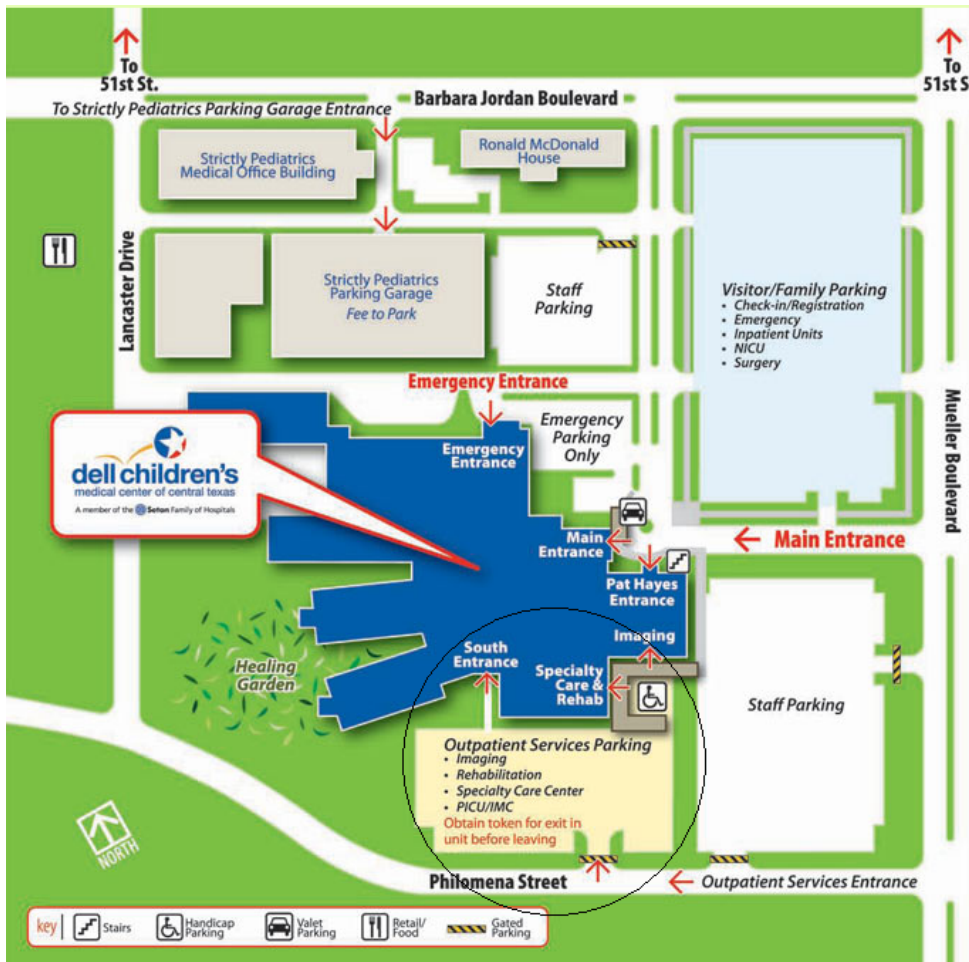 To
51st St.
To
51st S
Barbara Jordan Boulevard
To Strictly Pediatrics Parking Garage Entrance
Strictly Pediatrics
Medical Office Building
Ronald McDonald
House
Lancaster Drive
Strictly Pediatrics
Parking Garage
Fee to Park
Staff
Parking
Visitor/Family Parking
• Check-in/Registration
• Emergency
• Inpatient Units
• NICU
• Surgery
Mueller Boulevard
Emergency Entrance
Emergency
Entrance
Emergency
Parking
Only
dell children's
medical center of central texas
A member of the Seton Family of Hospitals
Main
Entrance
Main Entrance
Pat Hayes
Entrance
Imaging
South
Entrance
Specialty
Care &
Rehab
Healing
Garden
Staff Parking
Outpatient Services Parking
• Imaging
• Rehabilitation
• Specialty Care Center
• PICU/IMC
Obtain token for exit in
unit before leaving
NORTH
Philomena Street
Outpatient Services Entrance
key
Stairs
Handicap
Parking
Valet
Parking
Retail/
Food
Gated
Parking